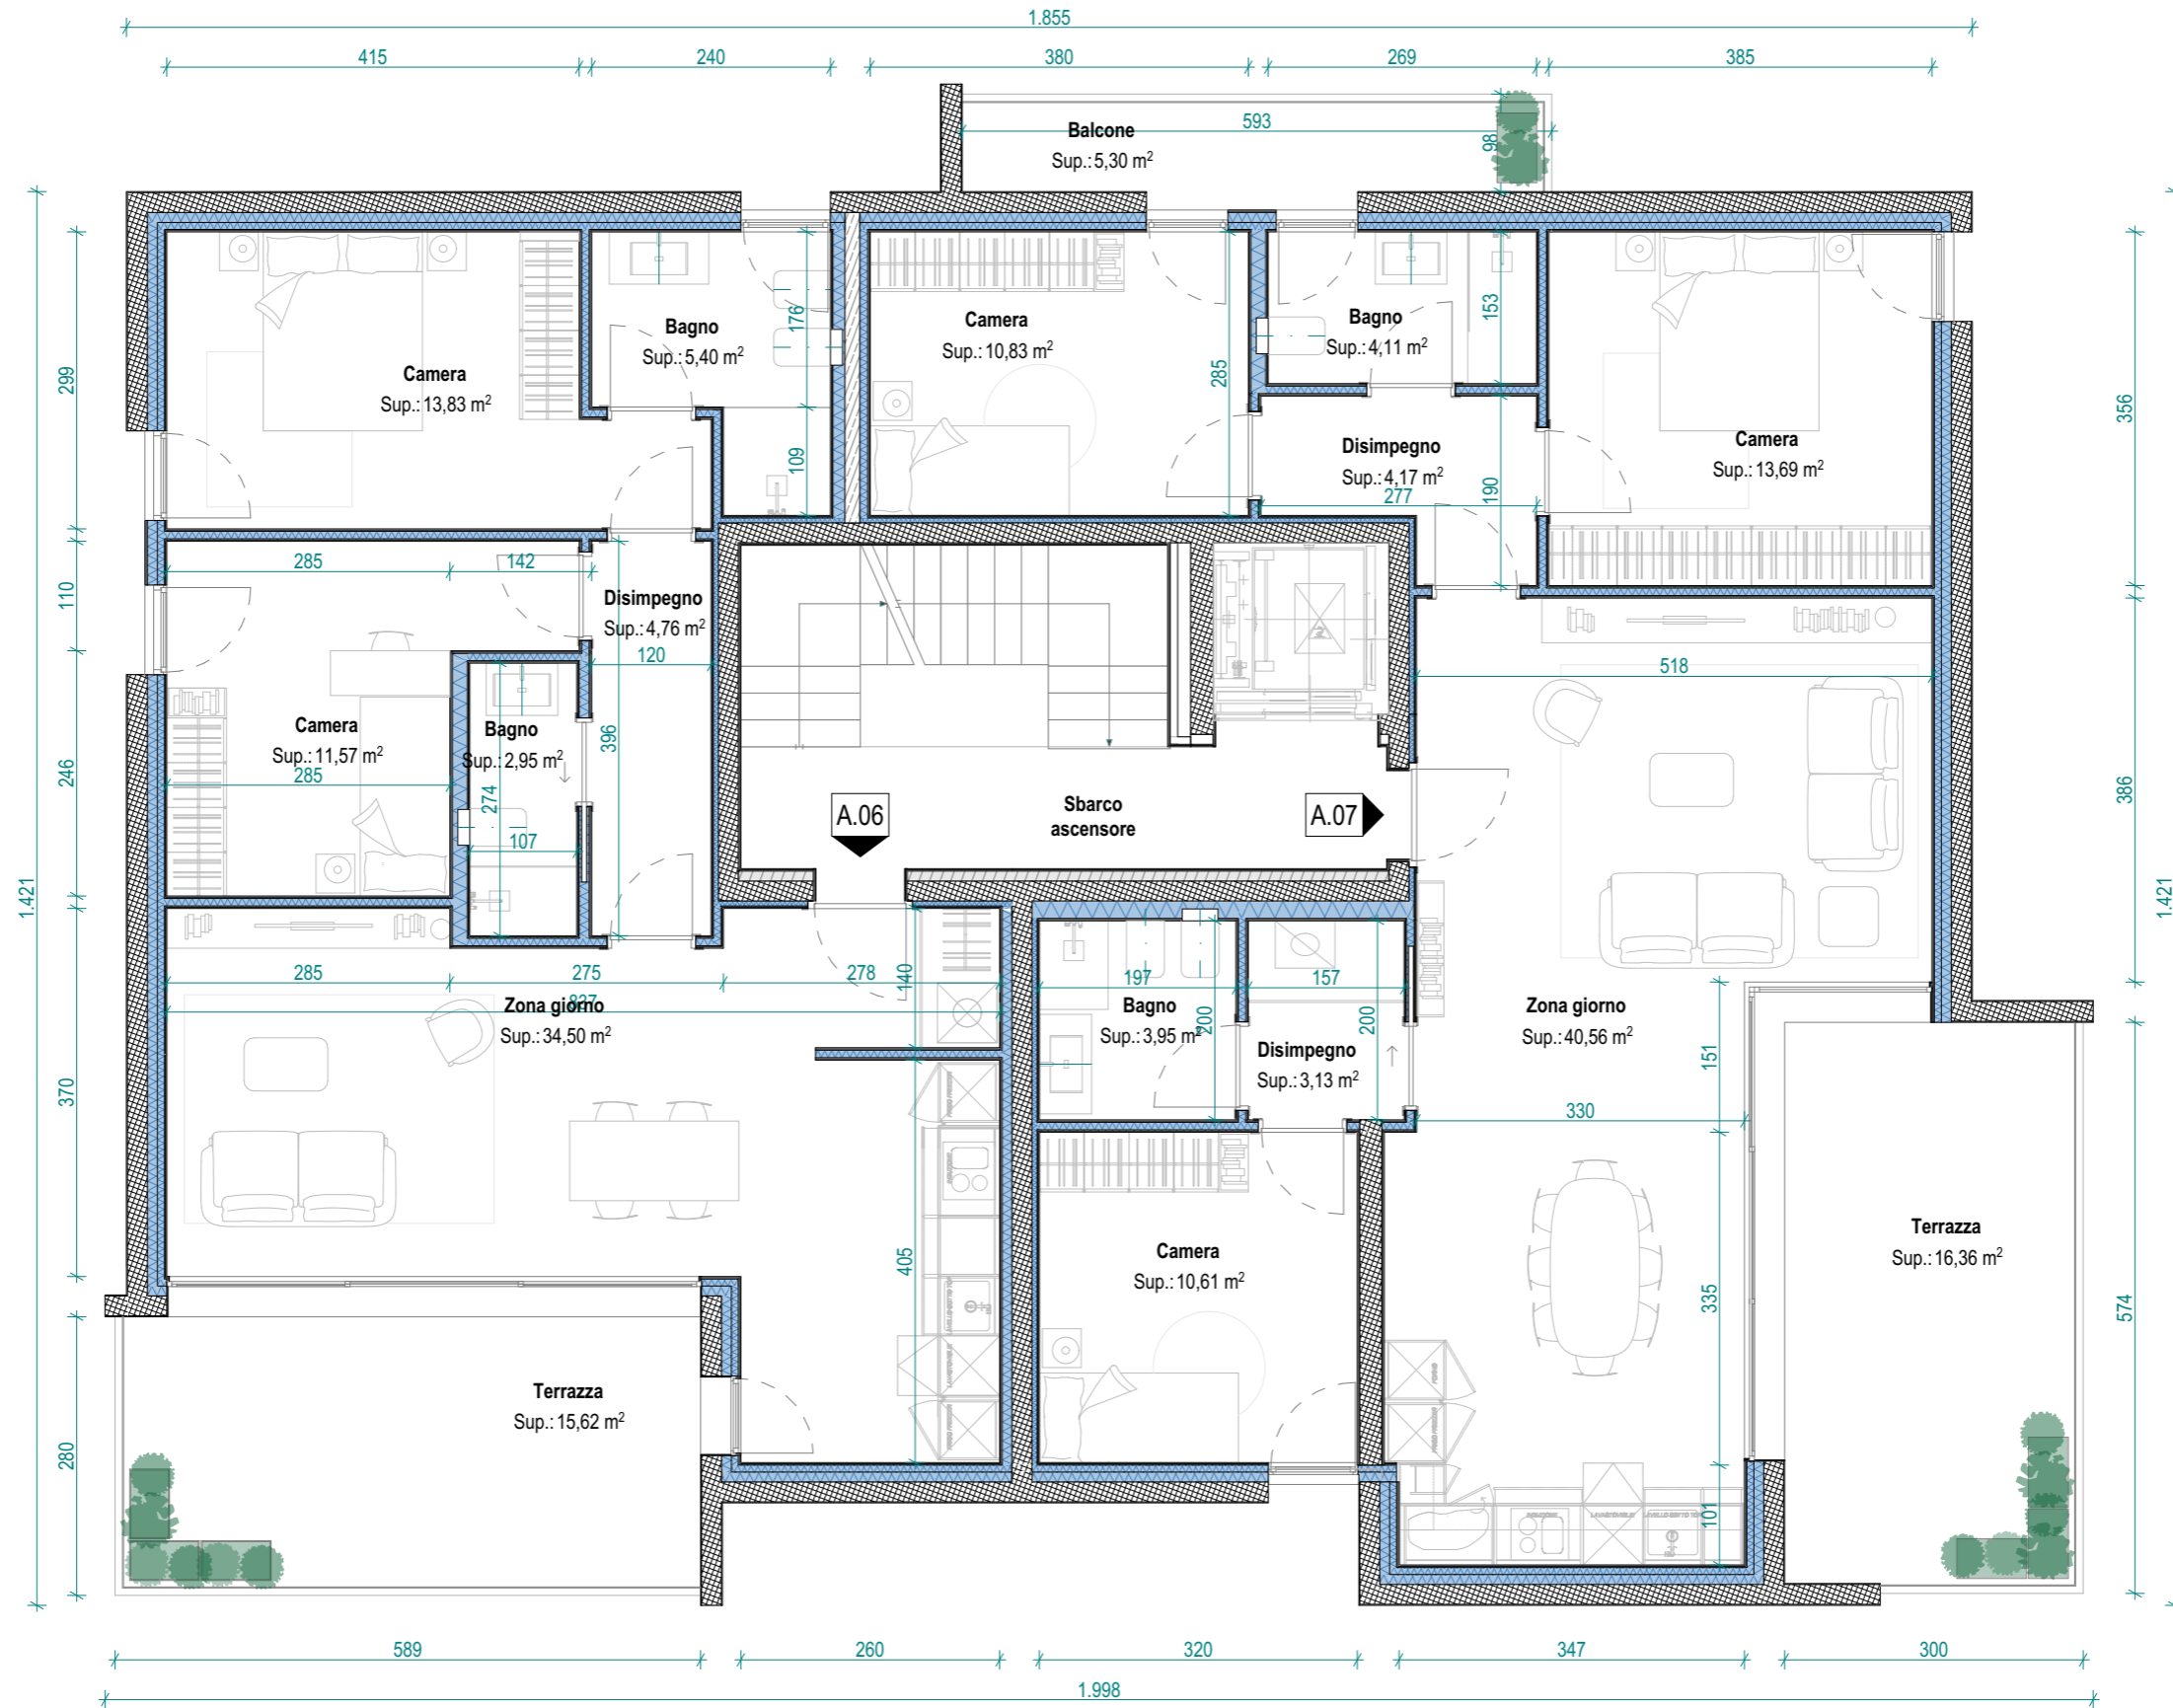 1.855
415
240
380
269
385
Balcone
Sup.: 5,30 m²
593
98
Camera
Sup.: 13,83 m²
Bagno
Sup.: 5,40 m²
176
109
Camera
Sup.: 10,83 m²
285
Bagno
Sup.: 4,11 m²
153
Disimpegno
Sup.: 4,17 m²
277
190
Camera
Sup.: 13,69 m²
299
356
110
285
142
Disimpegno
Sup.: 4,76 m²
120
396
518
Camera
Sup.: 11,57 m²
285
Bagno
Sup.: 2,95 m²
274
107
246
386
A.06
Sbarco
ascensore
A.07
1.421
1.421
285
275
278
140
837
Zona giorno
Sup.: 34,50 m²
197
Bagno
Sup.: 3,95 m²
200
157
200
Disimpegno
Sup.: 3,13 m²
Zona giorno
Sup.: 40,56 m²
151
330
370
405
Camera
Sup.: 10,61 m²
335
Terrazza
Sup.: 16,36 m²
574
Terrazza
Sup.: 15,62 m²
280
101
589
260
320
347
300
1.998